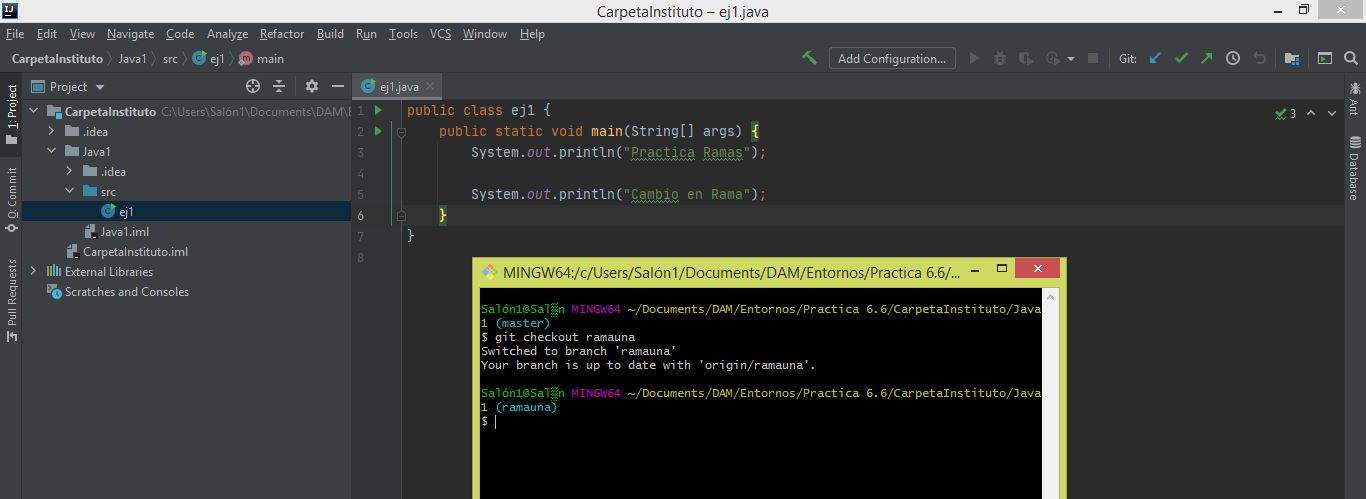 CarpetaInstituto – ej1.java
File Edit View Navigate Code Analyze Refactor Build Run Tools VCS Window Help
CarpetaInstituto Java1 src ej1 main
Add Configuration...
Git:
1: Project
0: Commit
Pull Requests
Project
CarpetaInstituto C:\Users\Salón1\Documents\DAM\E
.idea
Java1
.idea
src
ej1
Java1.iml
CarpetaInstituto.iml
External Libraries
Scratches and Consoles
ej1.java
1 public class ej1 {
2 public static void main(String[] args) {
3 System.out.println("Practica Ramas");
4
5 System.out.println("Cambio en Rama");
6 }
7 }
8
3
Ant
Database
MINGW64:/c/Users/Salón1/Documents/DAM/Entornos/Practica 6.6/...
Salón1@Sal▒n MINGW64 ~/Documents/DAM/Entornos/Practica 6.6/CarpetaInstituto/Java
1 (master)
$ git checkout ramauna
Switched to branch 'ramauna'
Your branch is up to date with 'origin/ramauna'.
Salón1@Sal▒n MINGW64 ~/Documents/DAM/Entornos/Practica 6.6/CarpetaInstituto/Java
1 (ramauna)
$